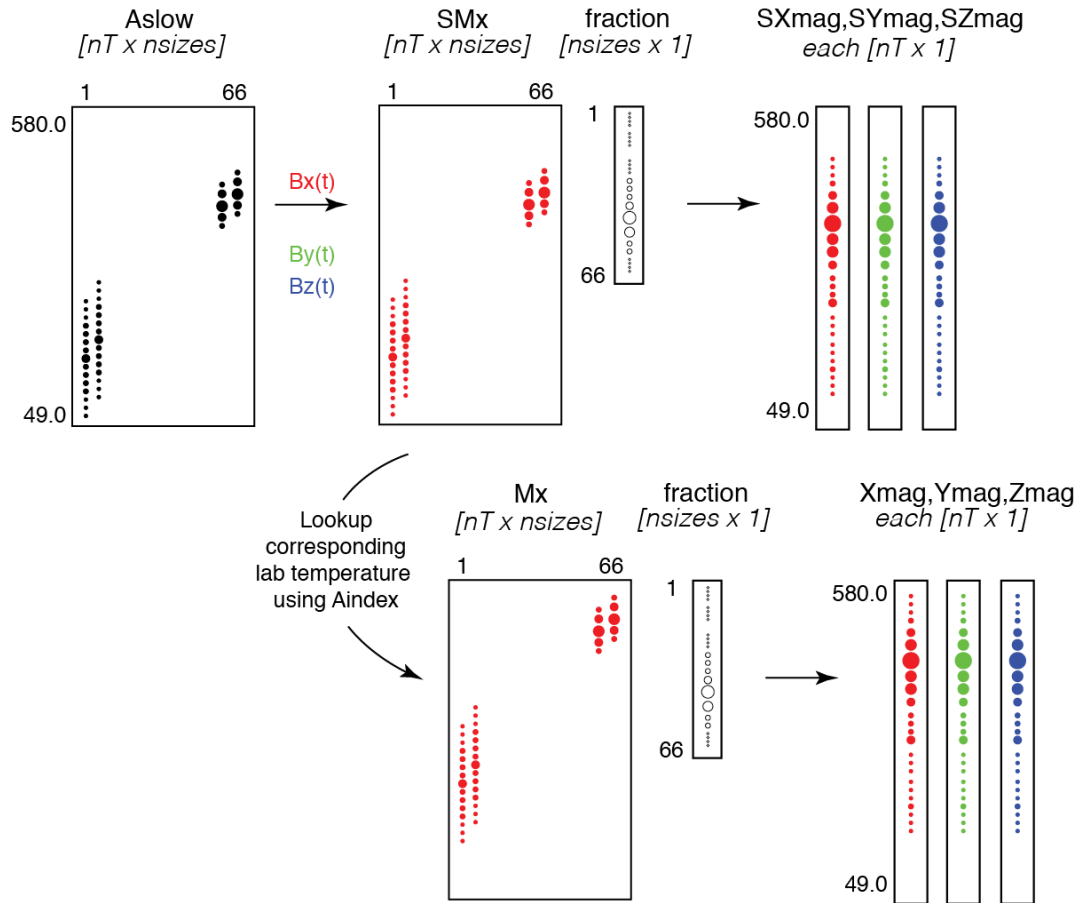 Aslow
[nT x nsizes]
1
66
580.0
49.0
Bx(t)
By(t)
Bz(t)
SMx
[nT x nsizes]
1
66
fraction
[nsizes x 1]
1
66
SXmag,SYmag,SZmag
each [nT x 1]
580.0
49.0
Lookup
corresponding
lab temperature
using Aindex
Mx
[nT x nsizes]
1
66
fraction
[nsizes x 1]
1
66
Xmag,Ymag,Zmag
each [nT x 1]
580.0
49.0